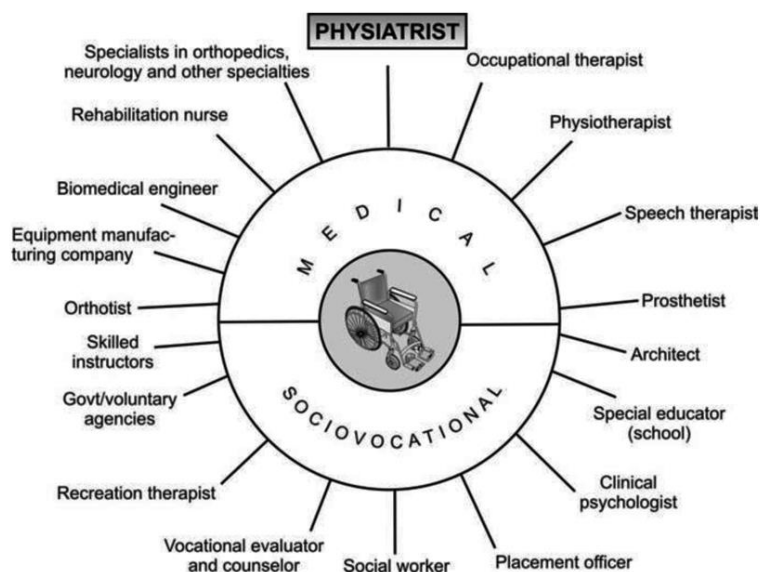 PHYSIATRIST
Specialists in orthopedics,
neurology and other specialties
Occupational therapist
Rehabilitation nurse
Physiotherapist
Biomedical engineer
Speech therapist
Equipment manufac-
turing company
Orthotist
Prosthetist
MEDICAL
Skilled
instructors
Architect
Govt/voluntary
agencies
Special educator
(school)
SOCIOVOCATIONAL
Recreation therapist
Clinical
psychologist
Vocational evaluator
and counselor
Social worker
Placement officer